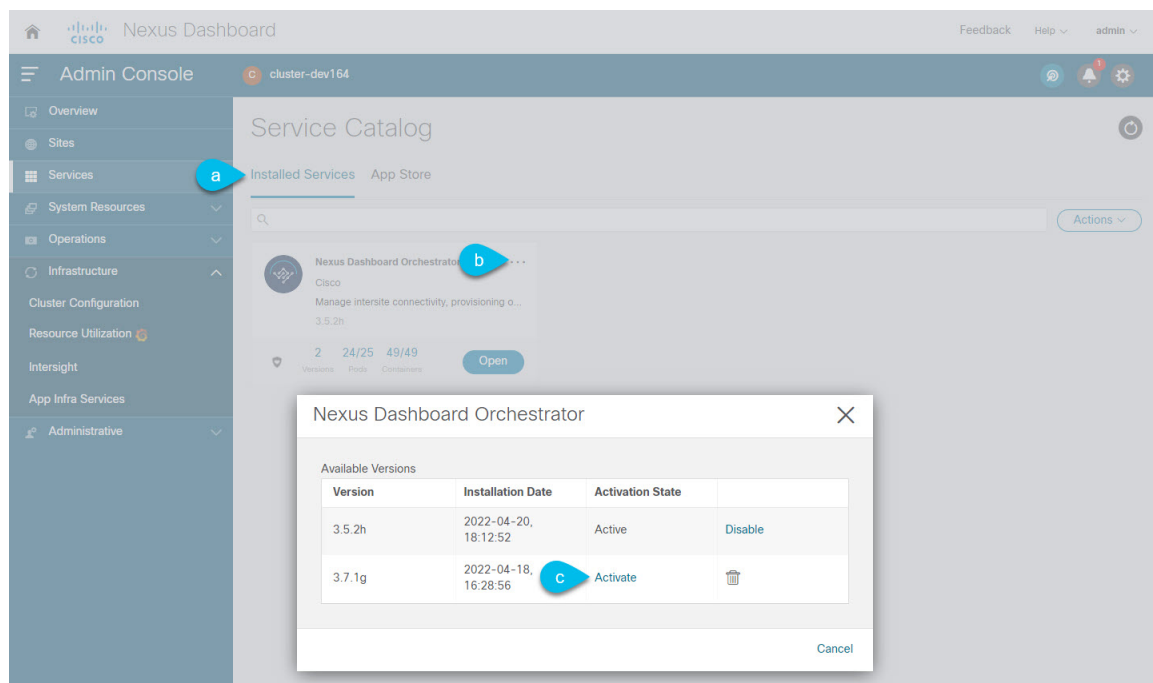 CISCO Nexus Dashboard Feedback Help admin
Admin Console C cluster-dev164 1
Overview
Sites
Services
System Resources
Operations
Infrastructure
Cluster Configuration
Resource Utilization
Intersight
App Infra Services
Administrative
Service Catalog
a Installed Services App Store
Actions
Nexus Dashboard Orchestrator b ...
Cisco
Manage intersite connectivity, provisioning o...
3.5.2h
2 24/25 49/49 Open
Versions Pods Containers
Nexus Dashboard Orchestrator
Available Versions
Version Installation Date Activation State
3.5.2h 2022-04-20, 18:12:52 Active Disable
3.7.1g 2022-04-18, 16:28:56 c Activate
Cancel